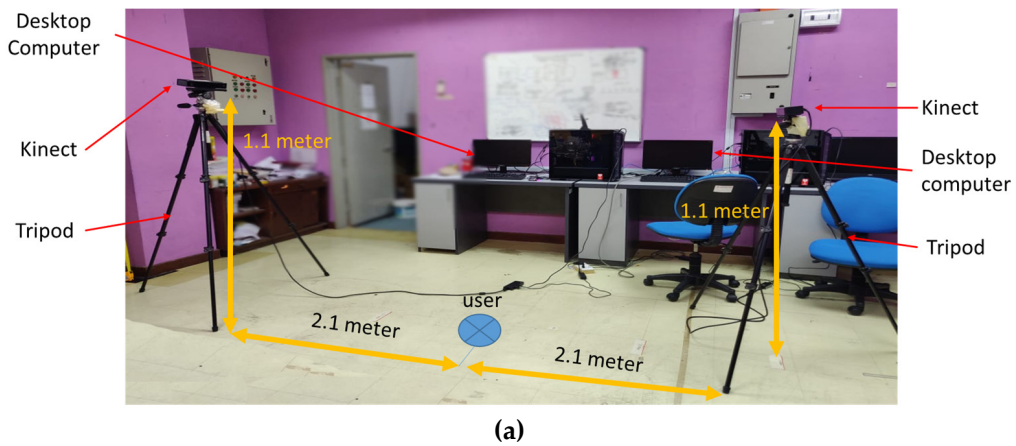 Desktop
Computer
Kinect
Kinect
1.1 meter
Desktop
computer
1.1 meter
Tripod
Tripod
user
2.1 meter
2.1 meter
(a)